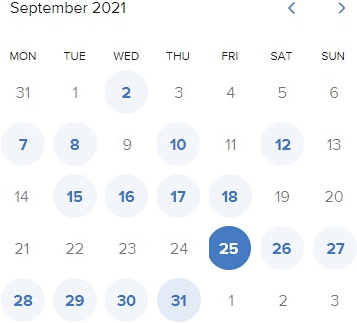 September 2021
MON TUE WED THU FRI SAT SUN
31 1 2 3 4 5 6
7 8 9 10 11 12 13
14 15 16 17 18 19 20
21 22 23 24 25 26 27
28 29 30 31 1 2 3